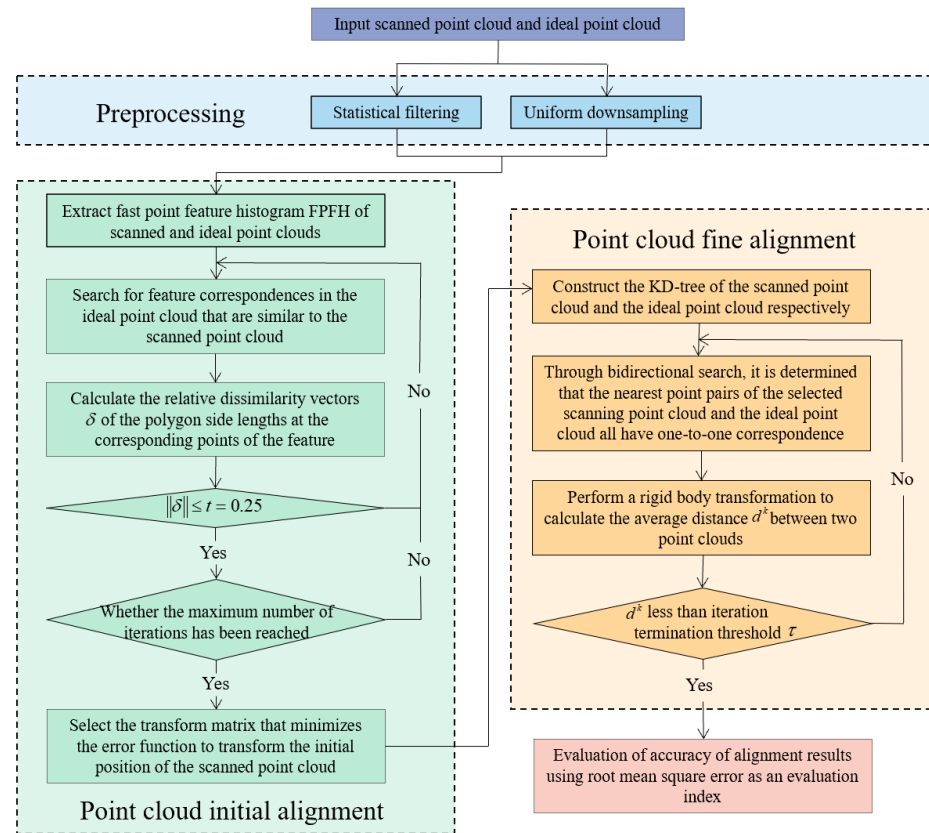 Input scanned point cloud and ideal point cloud
Preprocessing
Statistical filtering
Uniform downsampling
Extract fast point feature histogram FPFH of
scanned and ideal point clouds
Search for feature correspondences in the
ideal point cloud that are similar to the
scanned point cloud
No
Calculate the relative dissimilarity vectors
δ of the polygon side lengths at the
corresponding points of the feature
‖δ‖ ≤ t = 0.25
Yes
No
Whether the maximum number of
iterations has been reached
Yes
Select the transform matrix that minimizes
the error function to transform the initial
position of the scanned point cloud
Point cloud initial alignment
Point cloud fine alignment
Construct the KD-tree of the scanned point
cloud and the ideal point cloud respectively
Through bidirectional search, it is determined
that the nearest point pairs of the selected
scanning point cloud and the ideal point
cloud all have one-to-one correspondence
No
Perform a rigid body transformation to
calculate the average distance dᵏ between two
point clouds
dᵏ less than iteration
termination threshold τ
Yes
Evaluation of accuracy of alignment results
using root mean square error as an evaluation
index